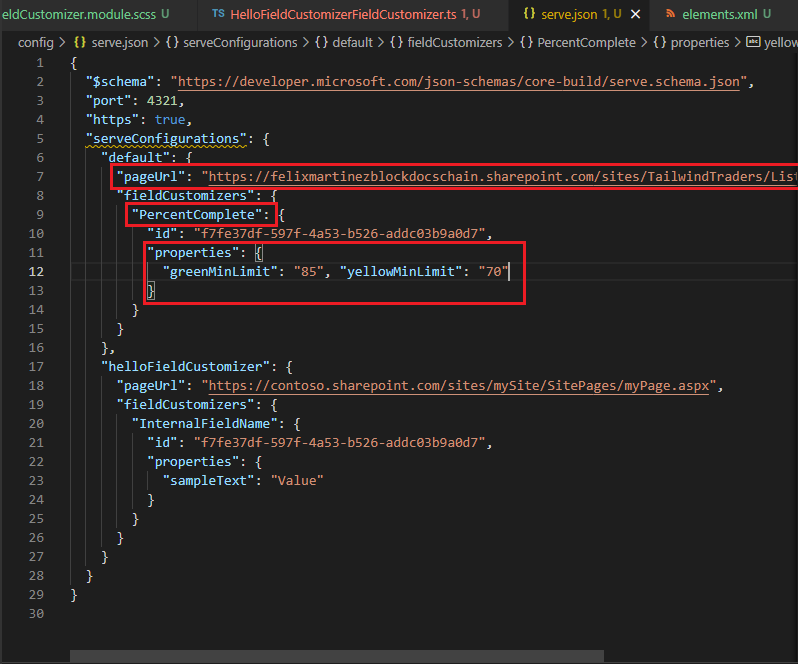 eldCustomizer.module.scss U TS HelloFieldCustomizerFieldCustomizer.ts 1, U {} serve.json 1, U elements.xml U
config > {} serve.json > {} serveConfigurations > {} default > {} fieldCustomizers > {} PercentComplete > {} properties > abc yellow
1 {
2 "$schema": "https://developer.microsoft.com/json-schemas/core-build/serve.schema.json",
3 "port": 4321,
4 "https": true,
5 "serveConfigurations": {
6 "default": {
7 "pageUrl": "https://felixmartinezblockdocschain.sharepoint.com/sites/TailWindTraders/List
8 "fieldCustomizers": {
9 "PercentComplete": {
10 "id": "f7fe37df-597f-4a53-b526-addc03b9a0d7",
11 "properties": {
12 "greenMinLimit": "85", "yellowMinLimit": "70"
13 }
14 }
15 }
16 },
17 "helloFieldCustomizer": {
18 "pageUrl": "https://contoso.sharepoint.com/sites/mySite/SitePages/myPage.aspx",
19 "fieldCustomizers": {
20 "InternalFieldName": {
21 "id": "f7fe37df-597f-4a53-b526-addc03b9a0d7",
22 "properties": {
23 "sampleText": "Value"
24 }
25 }
26 }
27 }
28 }
29 }
30